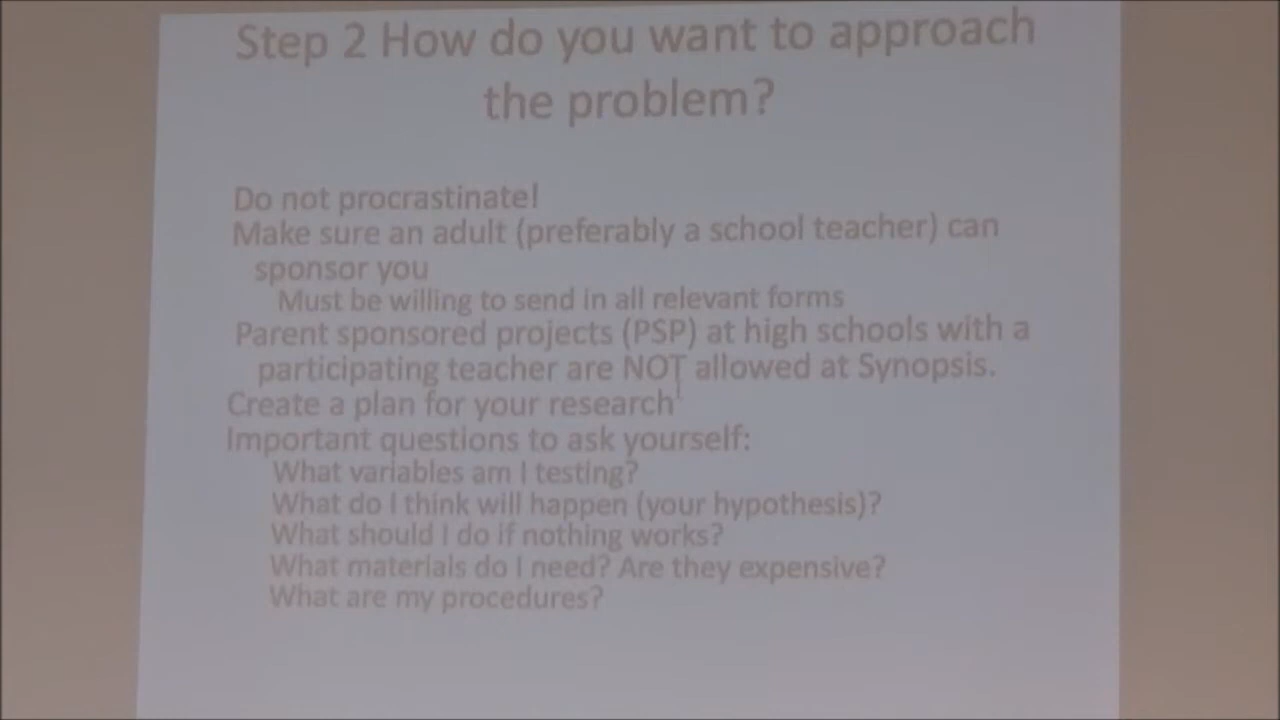 Step 2 How do you want to approach
the problem?
Do not procrastinate!
Make sure an adult (preferably a school teacher) can
sponsor you
Must be willing to send in all relevant forms
Parent sponsored projects (PSP) at high schools with a
participating teacher are NOT allowed at Synopsis.
Create a plan for your research
Important questions to ask yourself:
What variables am I testing?
What do I think will happen (your hypothesis)?
What should I do if nothing works?
What materials do I need? Are they expensive?
What are my procedures?